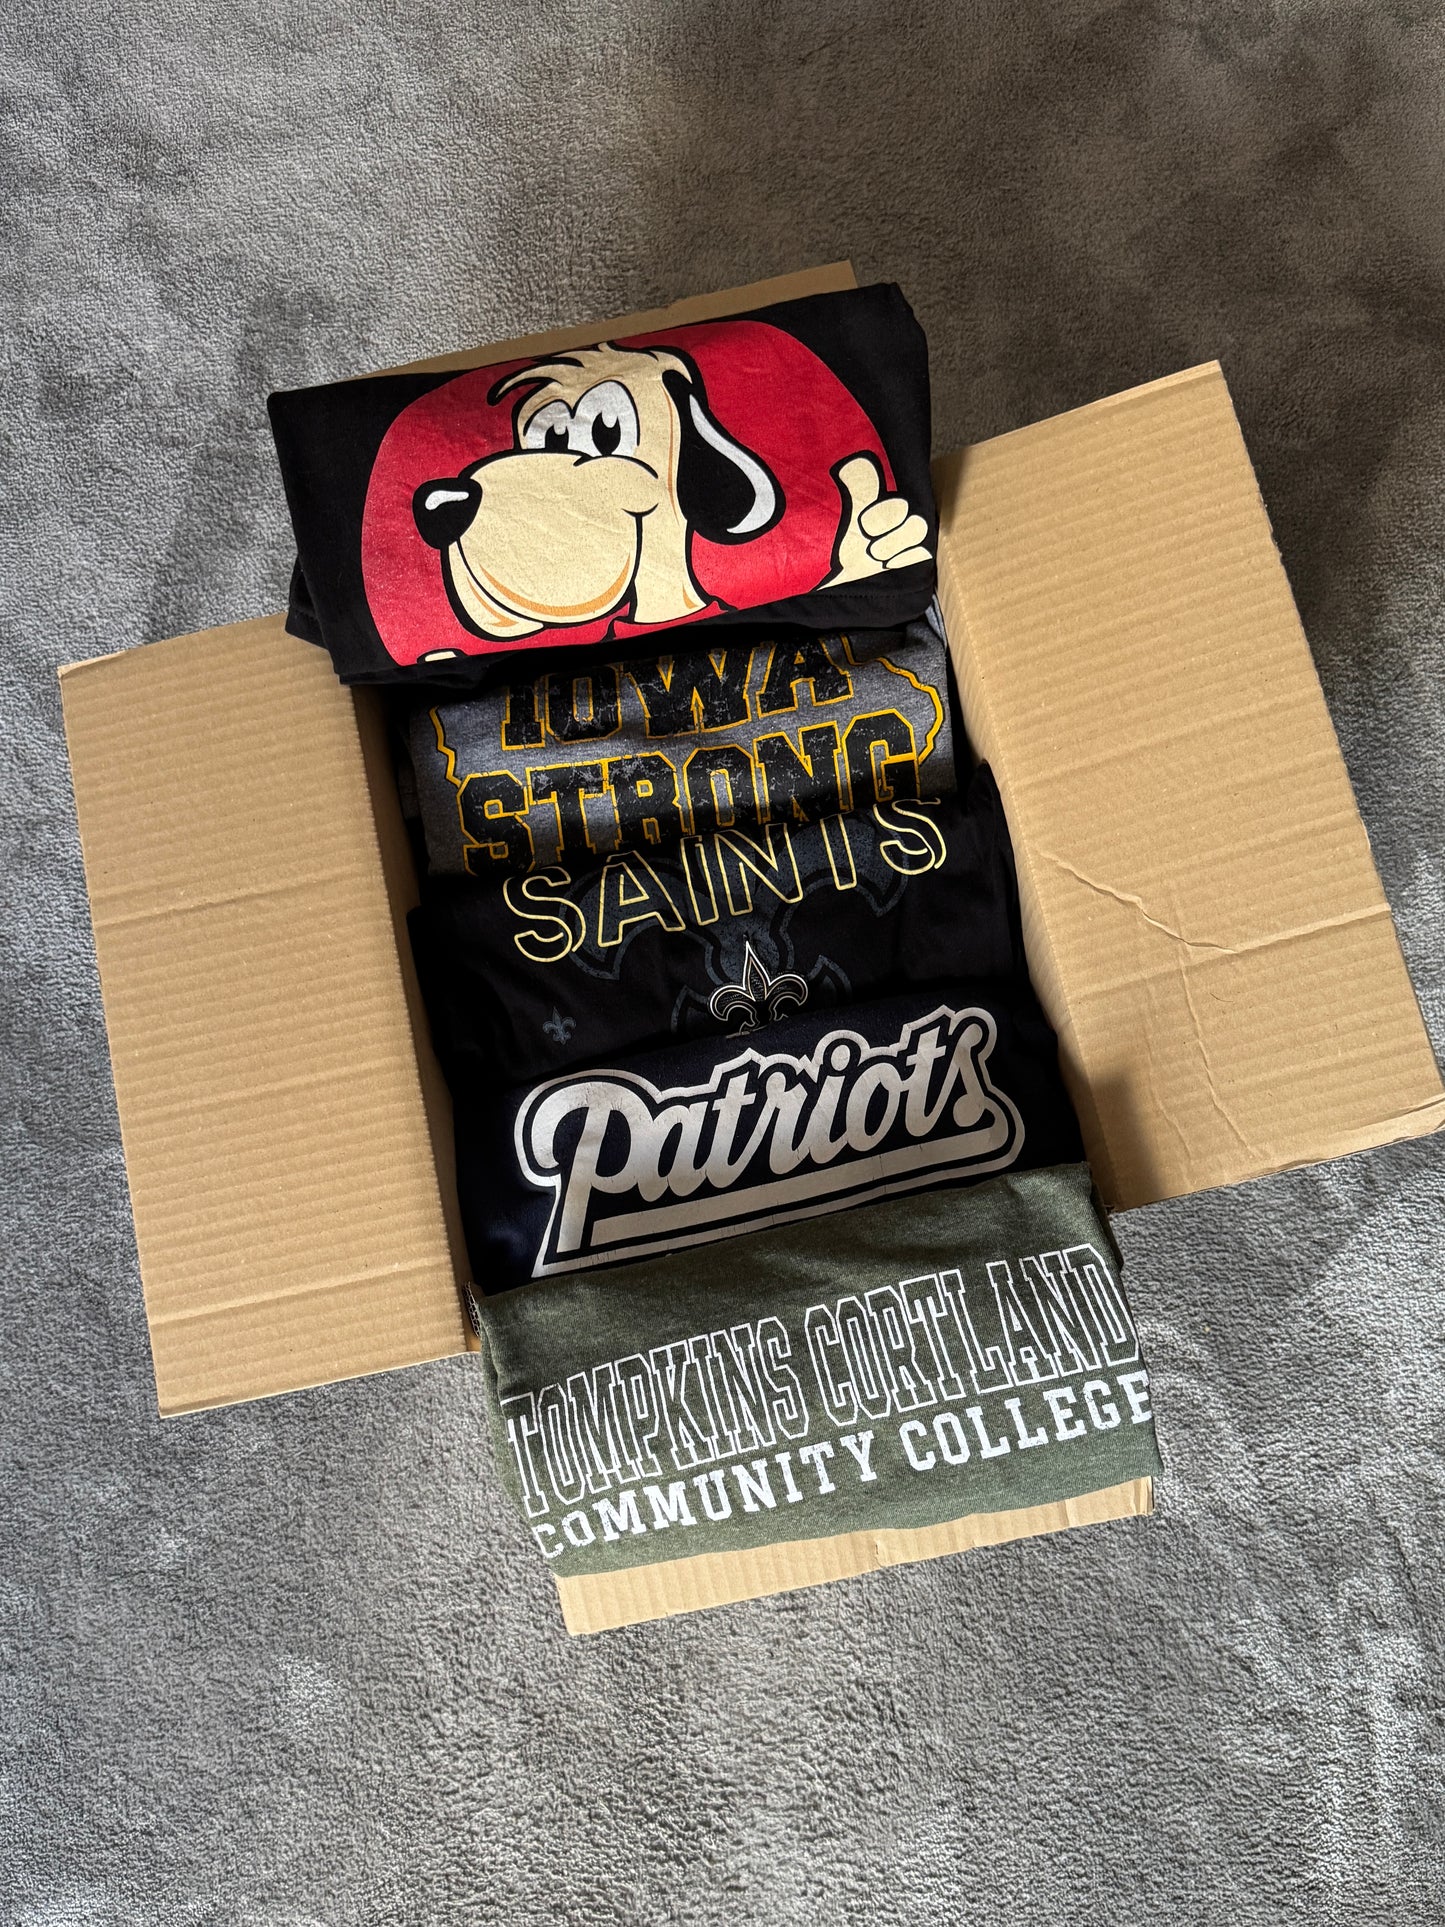 IOWA
STRONG
SAINTS
Patriots
TOMPKINS CORTLAND
COMMUNITY COLLEGE